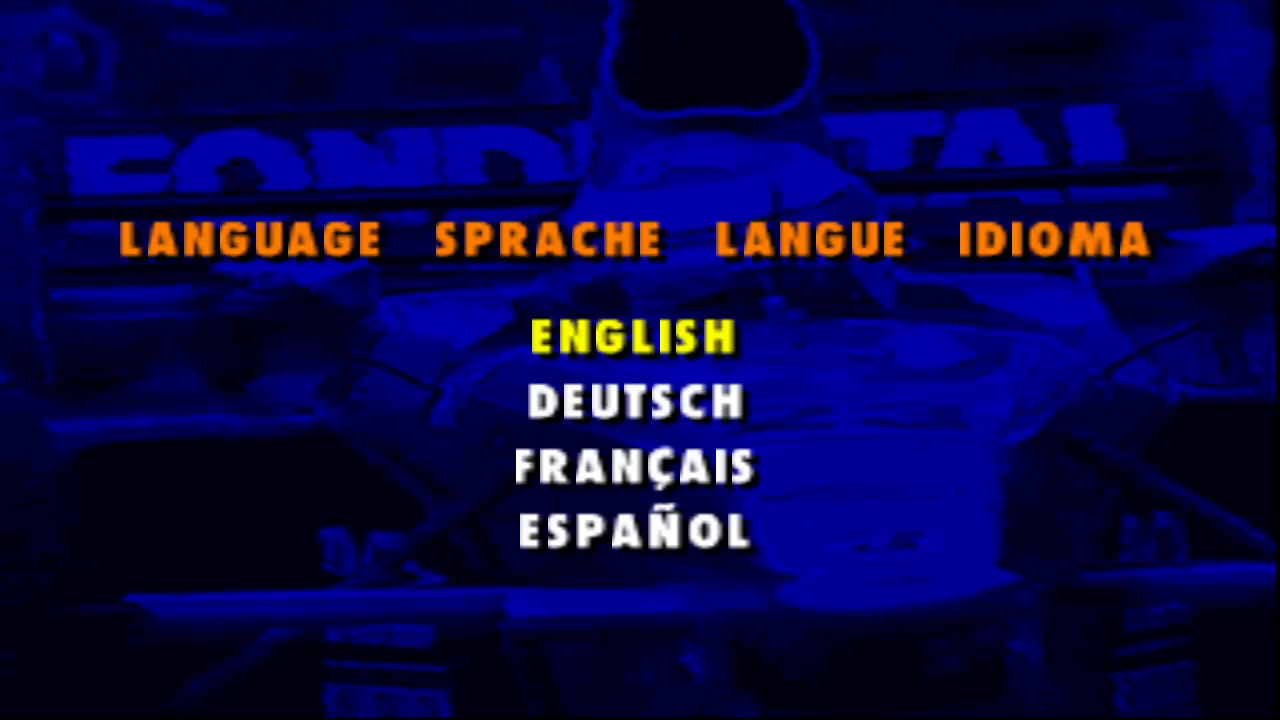 LANGUAGE SPRACHE LANGUE IDIOMA
ENGLISH
DEUTSCH
FRANÇAIS
ESPAÑOL